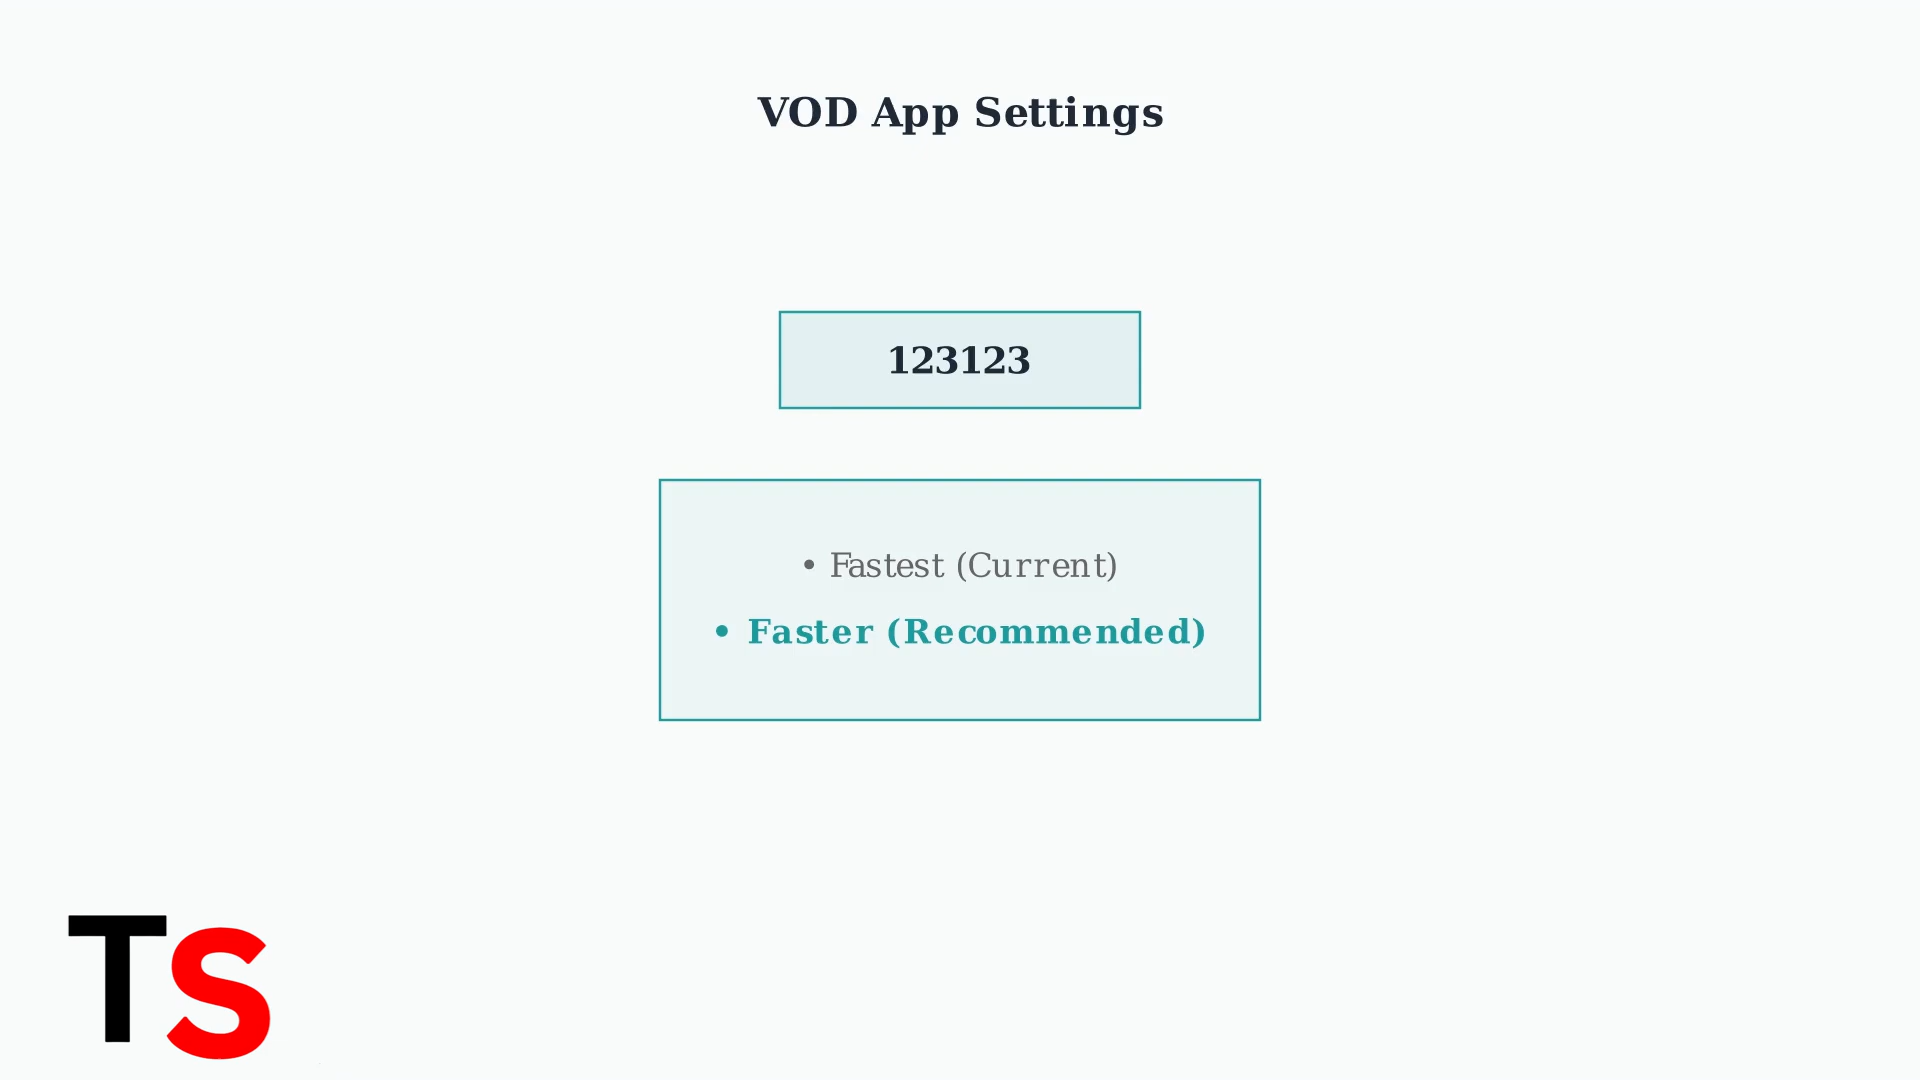 VOD App Settings
123123
• Fastest (Current)
• Faster (Recommended)
TS